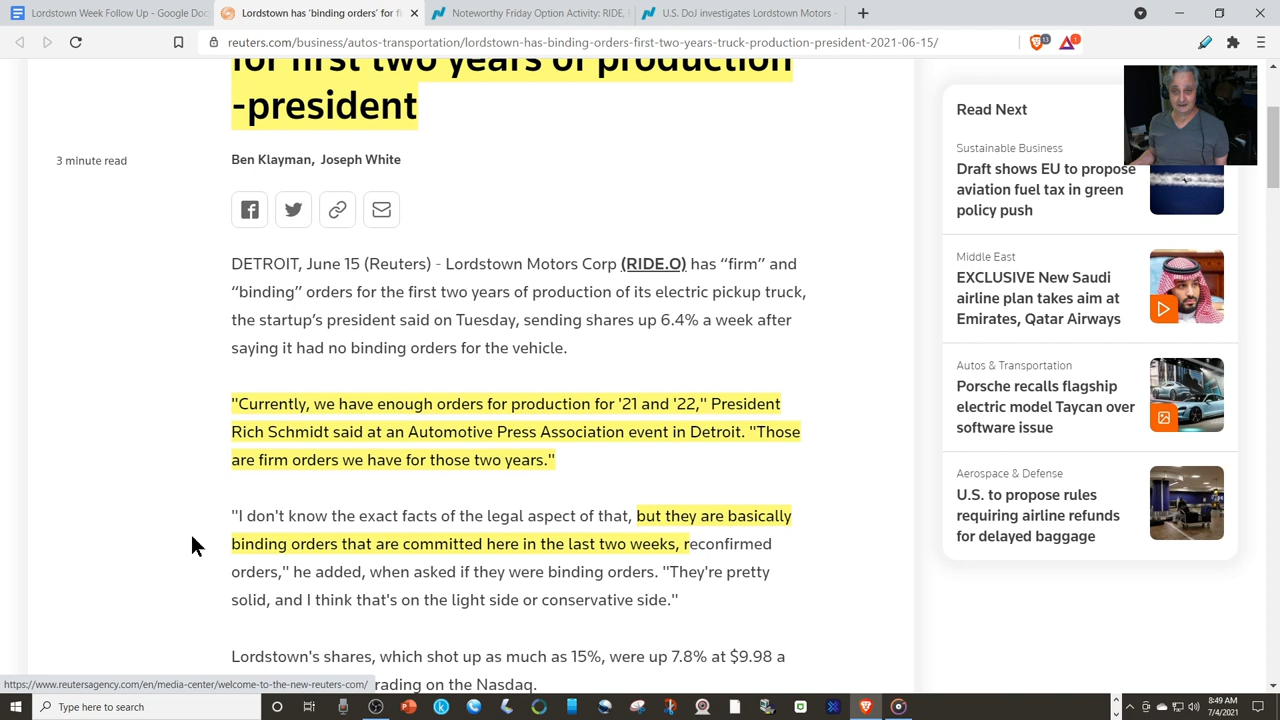 Lordstown Week Follow Up - Google Doc
Lordstown has 'binding orders' for fi
Noteworthy Friday Option Activity: RIDE,
U.S. DoJ investigates Lordstown Motors -
reuters.com/business/autos-transportation/lordstown-has-binding-orders-first-two-years-truck-production-president-2021-06-15/
13
1
for first two years of production
-president
3 minute read
Ben Klayman, Joseph White
DETROIT, June 15 (Reuters) - Lordstown Motors Corp (RIDE.O) has “firm” and
“binding” orders for the first two years of production of its electric pickup truck,
the startup’s president said on Tuesday, sending shares up 6.4% a week after
saying it had no binding orders for the vehicle.
"Currently, we have enough orders for production for '21 and '22," President
Rich Schmidt said at an Automotive Press Association event in Detroit. "Those
are firm orders we have for those two years."
"I don't know the exact facts of the legal aspect of that, but they are basically
binding orders that are committed here in the last two weeks, reconfirmed
orders," he added, when asked if they were binding orders. "They're pretty
solid, and I think that's on the light side or conservative side."
Lordstown's shares, which shot up as much as 15%, were up 7.8% at $9.98 a
rading on the Nasdaq.
Read Next
Sustainable Business
Draft shows EU to propose
aviation fuel tax in green
policy push
Middle East
EXCLUSIVE New Saudi
airline plan takes aim at
Emirates, Qatar Airways
Autos & Transportation
Porsche recalls flagship
electric model Taycan over
software issue
Aerospace & Defense
U.S. to propose rules
requiring airline refunds
for delayed baggage
https://www.reutersagency.com/en/media-center/welcome-to-the-new-reuters-com/
Type here to search
8:49 AM
7/4/2021